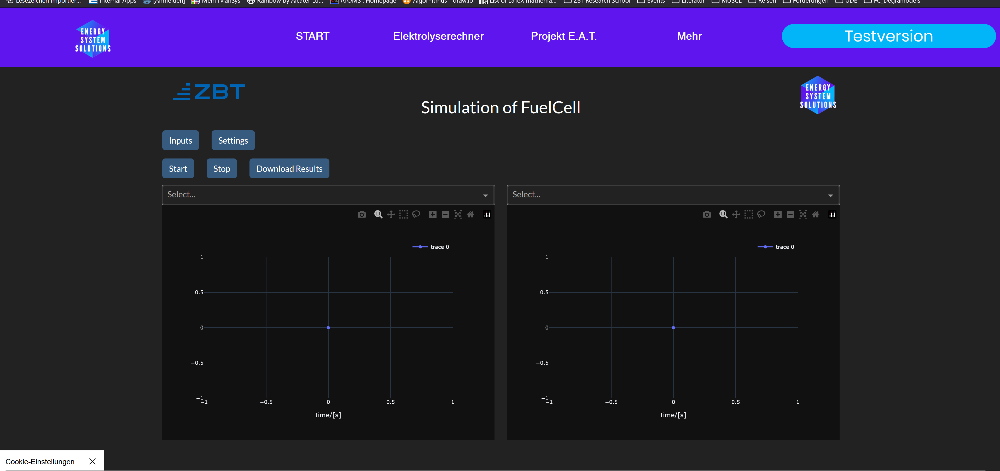 Lesezeichen importier...
Internal Apps
[Anmelden]
Mein iManSys
Rainbow by Alcatel-Lu...
ATOMS : Homepage
Algorhitmus - draw.io
List of LaTeX mathema...
ZBT Research School
Events
Literatur
MUSCL
Reisen
Förderungen
UDE
FC_Degramodels
ENERGY
SYSTEM
SOLUTIONS
START
Elektrolyserechner
Projekt E.A.T.
Mehr
Testversion
ZBT
Simulation of FuelCell
ENERGY
SYSTEM
SOLUTIONS
Inputs
Settings
Start
Stop
Download Results
Select...
Select...
trace 0
1
0.5
0
−0.5
−1
−1
−0.5
0
0.5
1
time/[s]
trace 0
1
0.5
0
−0.5
−1
−1
−0.5
0
0.5
1
time/[s]
Cookie-Einstellungen